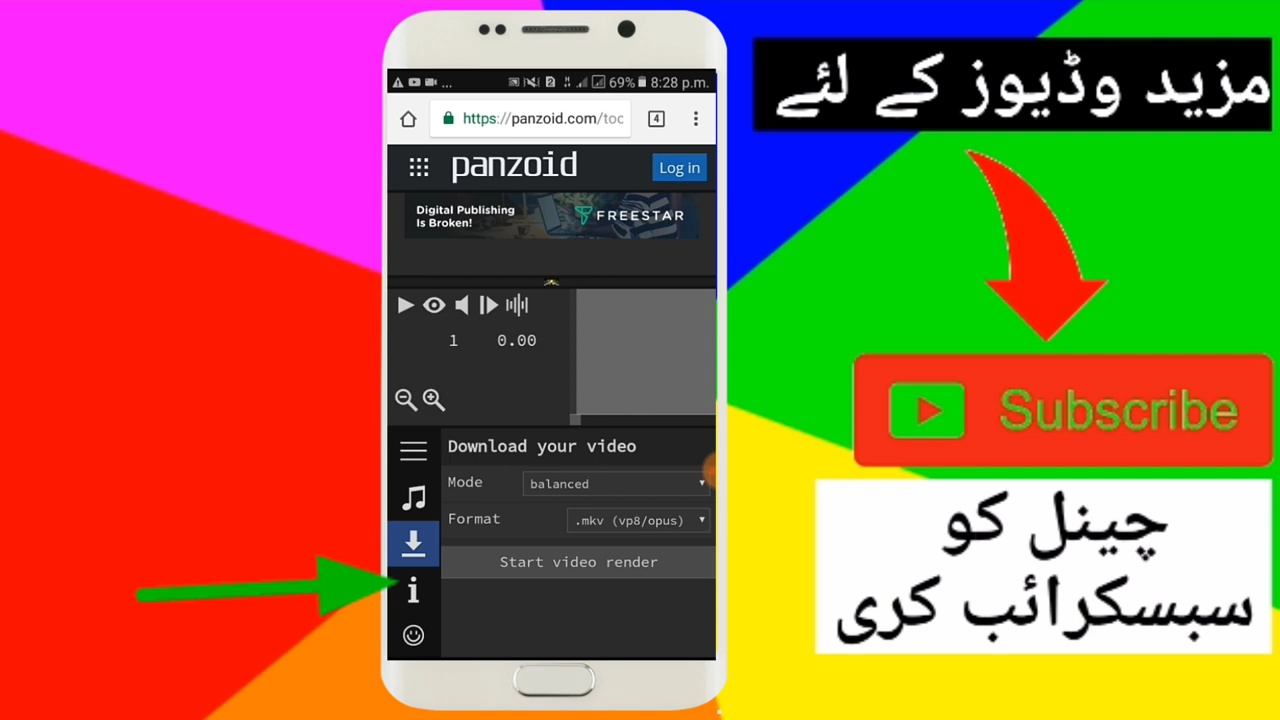 ... 69% 8:28 p.m.
https://panzoid.com/too
4
panzoid
Log in
Digital Publishing
Is Broken!
FREESTAR
1 0.00
Download your video
Mode balanced
Format .mkv (vp8/opus)
Start video render
مزید وڈیوز کے لئے
Subscribe
چینل کو
سبسکرائب کری